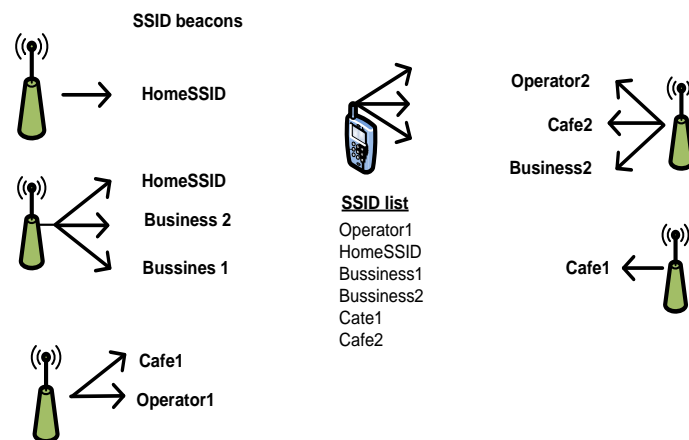 SSID beacons
HomeSSID
HomeSSID
Business 2
Bussines 1
Cafe1
Operator1
SSID list
Operator1
HomeSSID
Bussiness1
Bussiness2
Cate1
Cafe2
Operator2
Cafe2
Business2
Cafe1